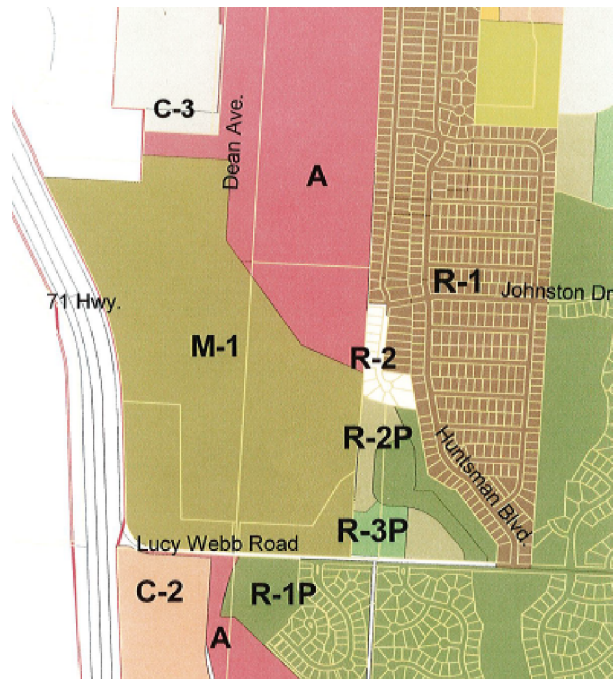 C-3
Dean Ave.
A
R-1
Johnston Dr
71 Hwy.
M-1
R-2
R-2P
Huntsman Blvd.
R-3P
Lucy Webb Road
C-2
R-1P
A